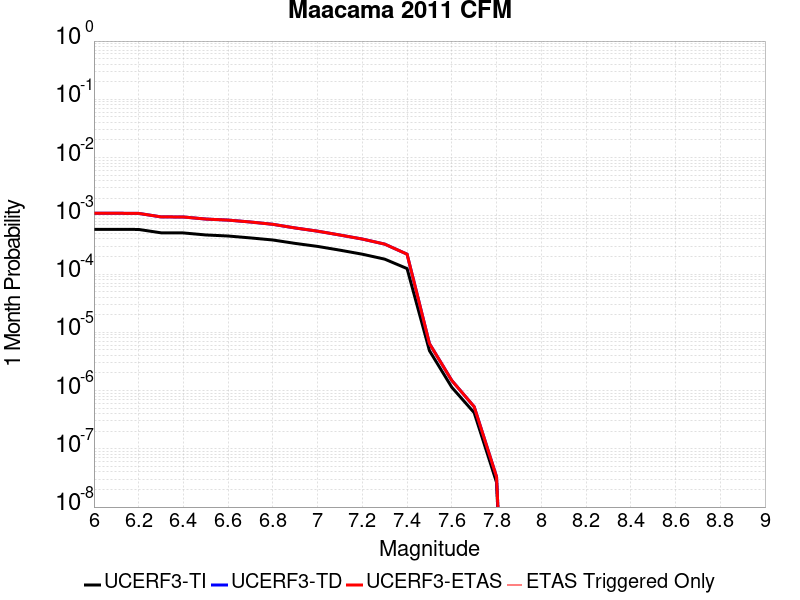 Maacama 2011 CFM
10^0
10^-1
10^-2
10^-3
10^-4
10^-5
10^-6
10^-7
10^-8
1 Month Probability
6 6.2 6.4 6.6 6.8 7 7.2 7.4 7.6 7.8 8 8.2 8.4 8.6 8.8 9
Magnitude
UCERF3-TI UCERF3-TD UCERF3-ETAS ETAS Triggered Only